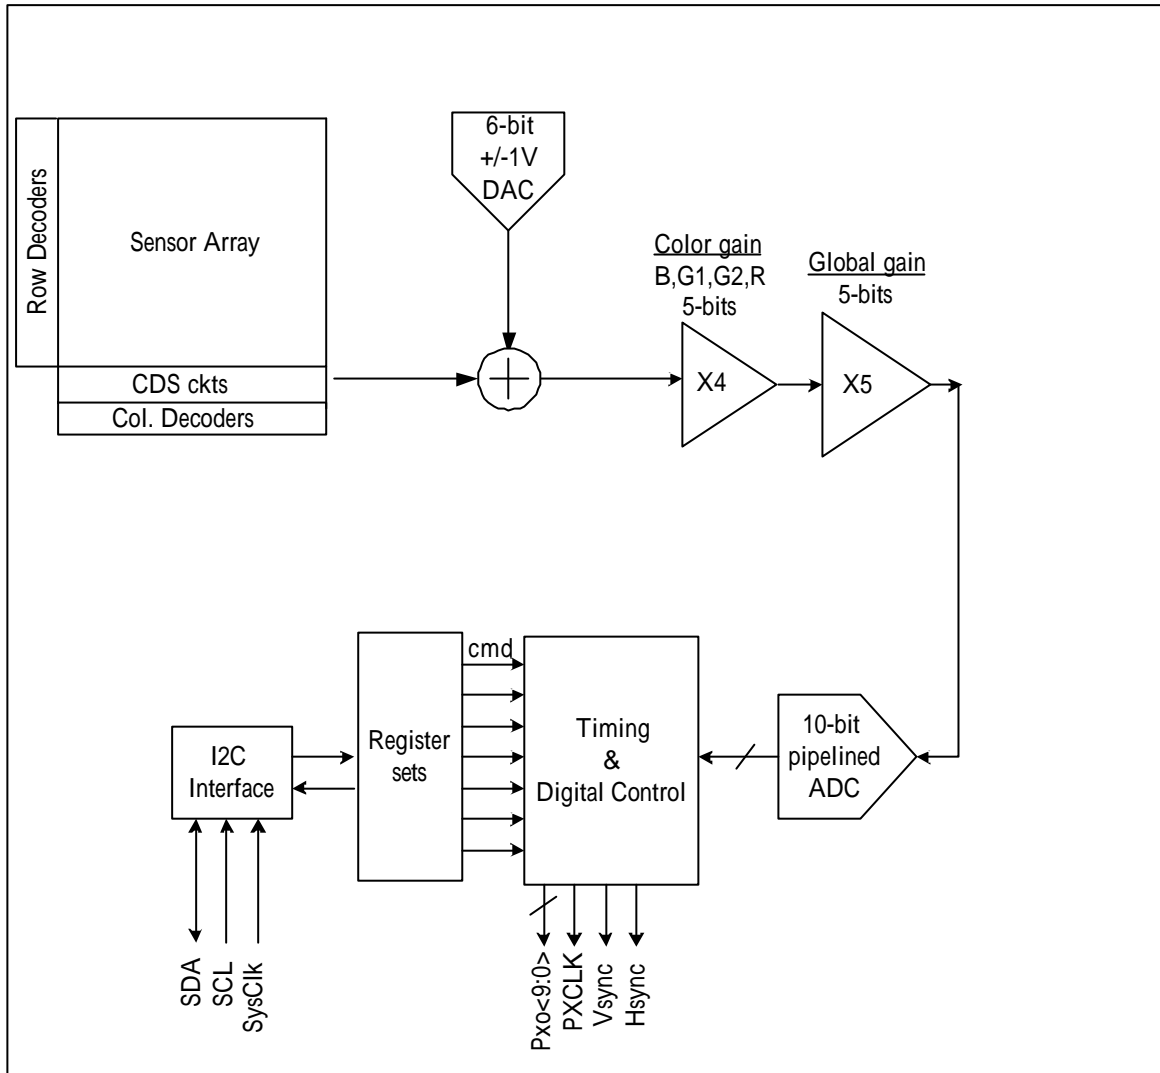 6-bit
+/-1V
DAC
Row Decoders
Sensor Array
CDS ckts
Col. Decoders
Color gain
B,G1,G2,R
5-bits
Global gain
5-bits
X4
X5
cmd
I2C
Interface
Register
sets
Timing
&
Digital Control
10-bit
pipelined
ADC
SDA
SCL
SysClk
Pxo<9:0>
PXCLK
Vsync
Hsync